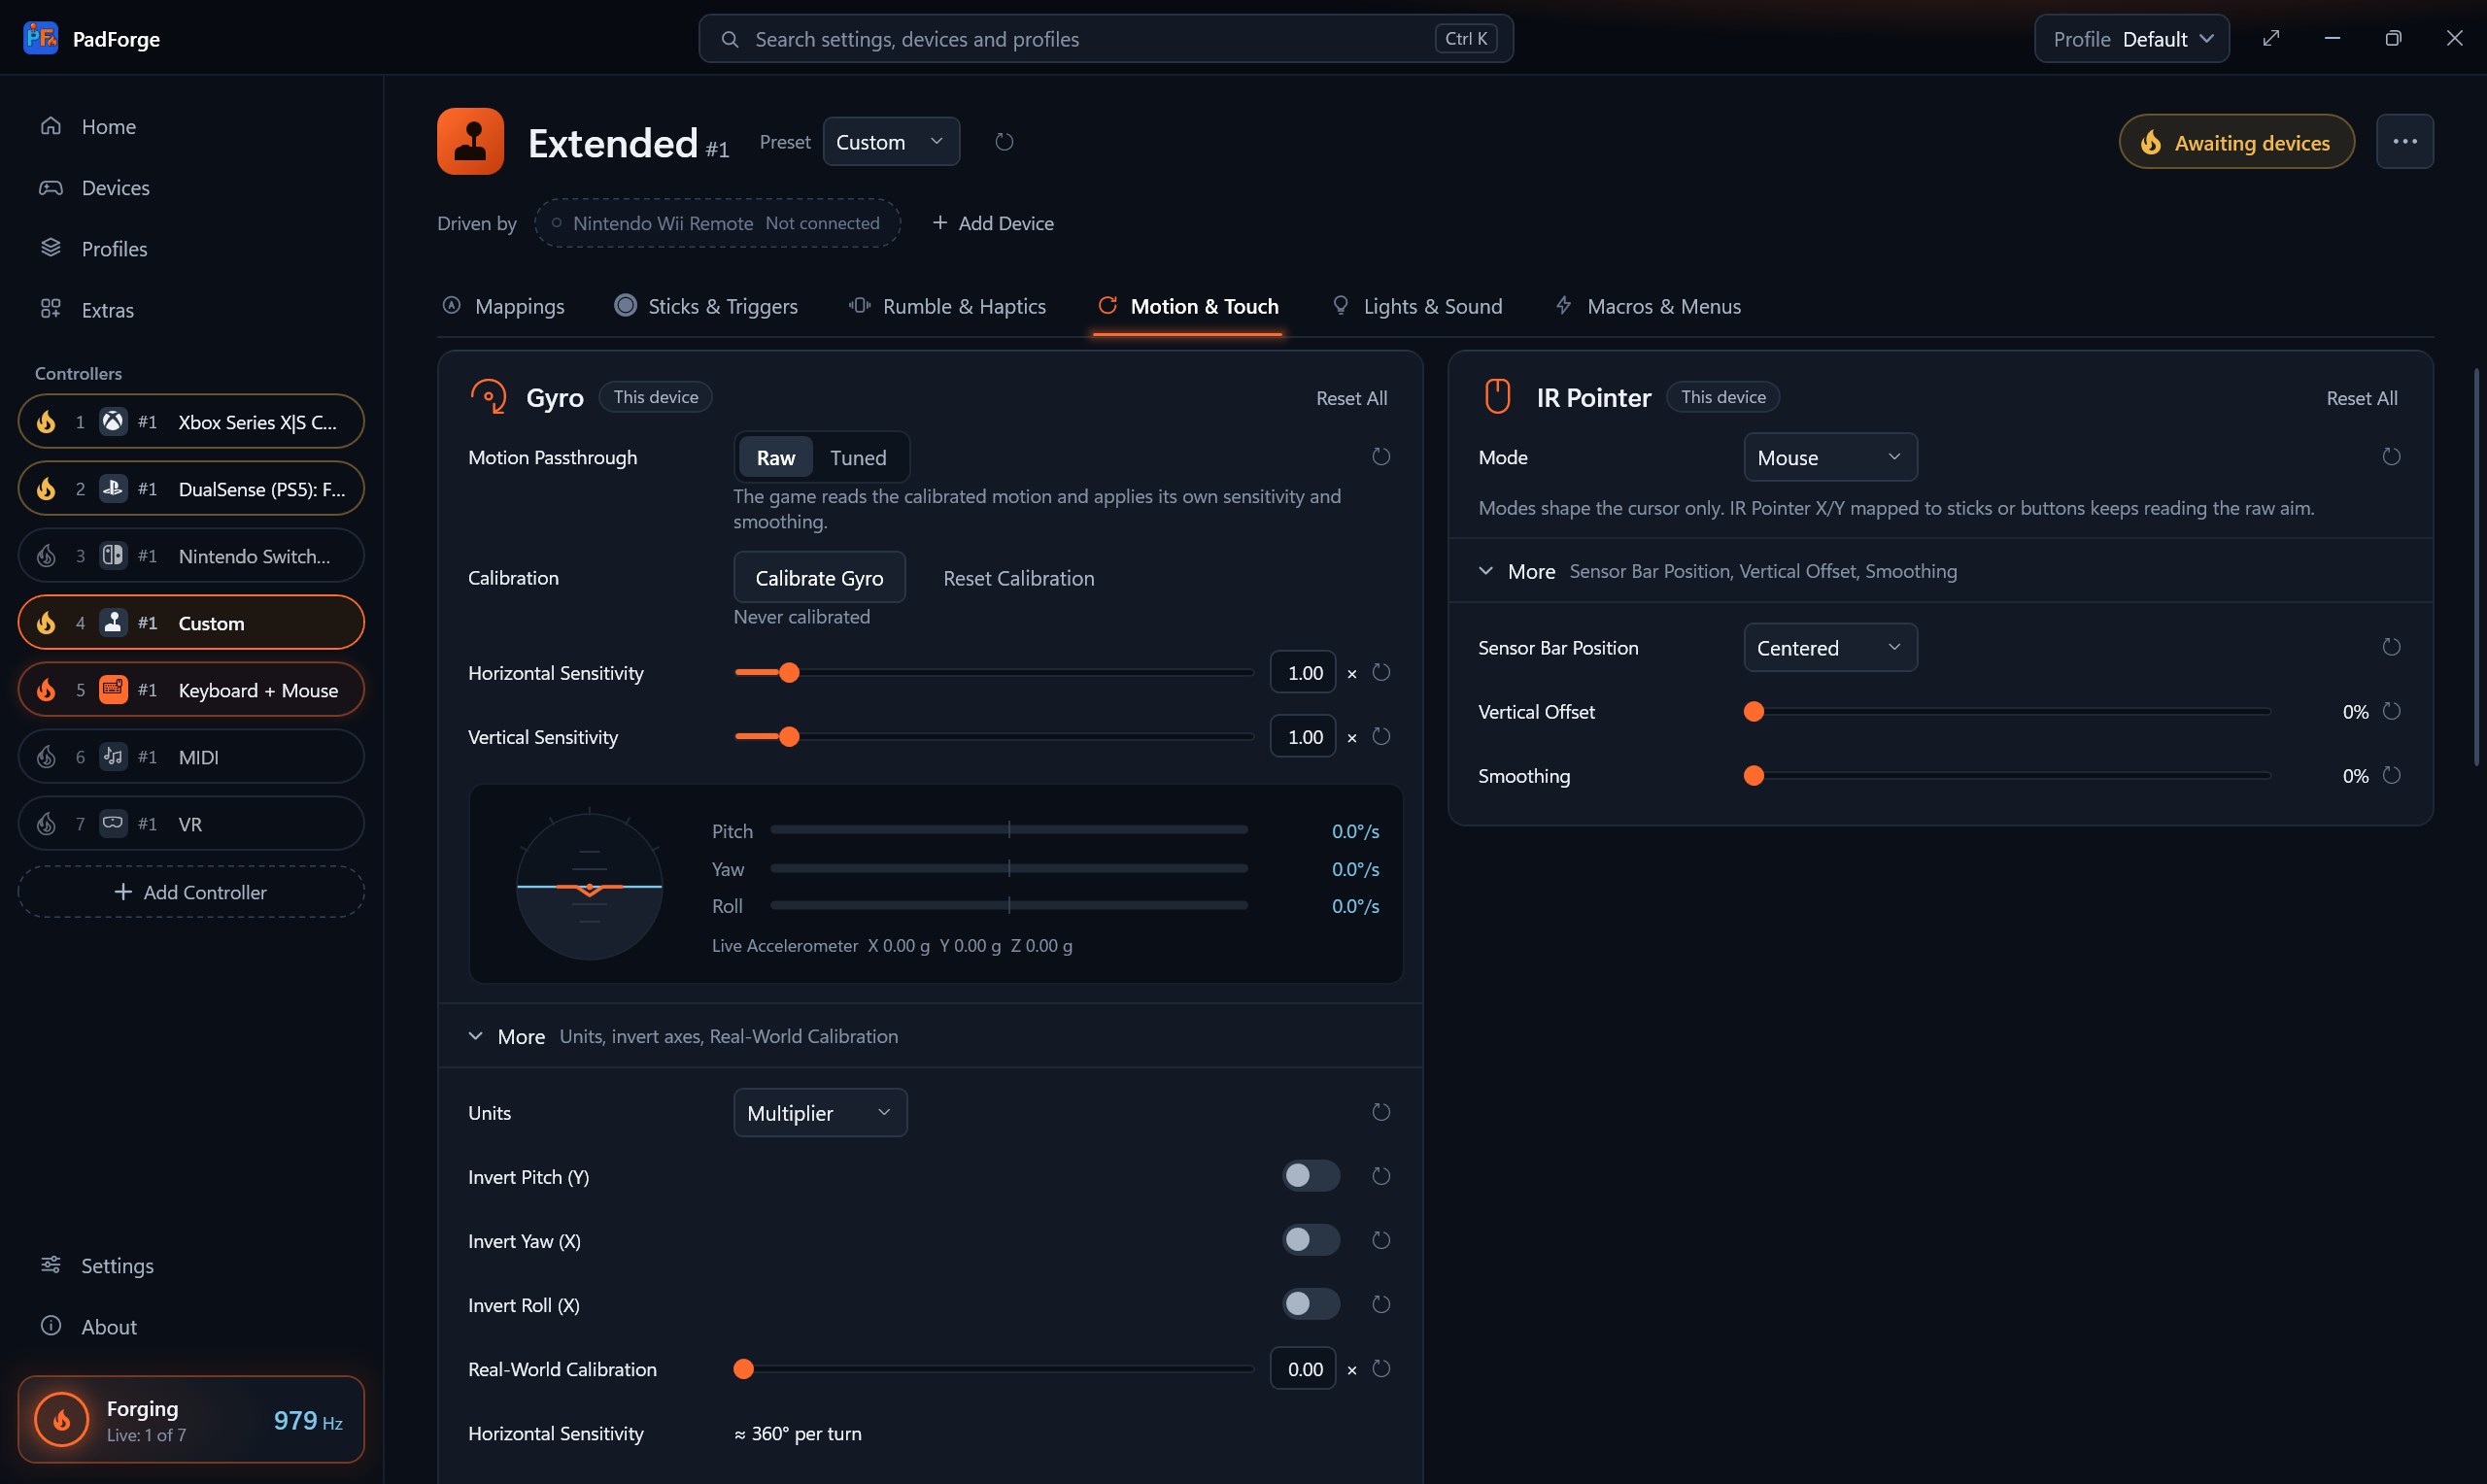 PadForge
Search settings, devices and profiles
Ctrl K
Profile Default
Home
Devices
Profiles
Extras
Controllers
1 #1 Xbox Series X|S C...
2 #1 DualSense (PS5): F...
3 #1 Nintendo Switch...
4 #1 Custom
5 #1 Keyboard + Mouse
6 #1 MIDI
7 #1 VR
+ Add Controller
Settings
About
Forging
Live: 1 of 7
979 Hz
Extended #1
Preset Custom
Awaiting devices
Driven by
Nintendo Wii Remote Not connected
+ Add Device
Mappings
Sticks & Triggers
Rumble & Haptics
Motion & Touch
Lights & Sound
Macros & Menus
Gyro This device
Reset All
Motion Passthrough
Raw Tuned
The game reads the calibrated motion and applies its own sensitivity and
smoothing.
Calibration
Calibrate Gyro
Reset Calibration
Never calibrated
Horizontal Sensitivity 1.00 ×
Vertical Sensitivity 1.00 ×
Pitch 0.0°/s
Yaw 0.0°/s
Roll 0.0°/s
Live Accelerometer X 0.00 g Y 0.00 g Z 0.00 g
More Units, invert axes, Real-World Calibration
Units Multiplier
Invert Pitch (Y)
Invert Yaw (X)
Invert Roll (X)
Real-World Calibration 0.00 ×
Horizontal Sensitivity ≈ 360° per turn
IR Pointer This device
Reset All
Mode Mouse
Modes shape the cursor only. IR Pointer X/Y mapped to sticks or buttons keeps reading the raw aim.
More Sensor Bar Position, Vertical Offset, Smoothing
Sensor Bar Position Centered
Vertical Offset 0%
Smoothing 0%